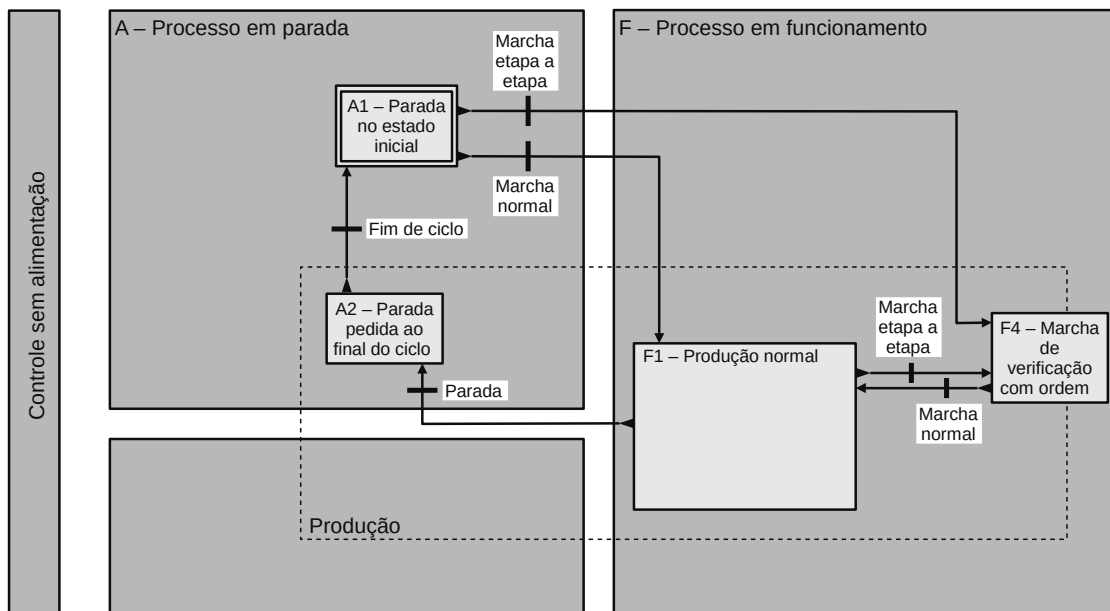 Controle sem alimentação
A – Processo em parada
F – Processo em funcionamento
Marcha
etapa a
etapa
A1 – Parada
no estado
inicial
Marcha
normal
Fim de ciclo
A2 – Parada
pedida ao
final do ciclo
Parada
F1 – Produção normal
Marcha
etapa a
etapa
F4 – Marcha
de
verificação
com ordem
Marcha
normal
Produção